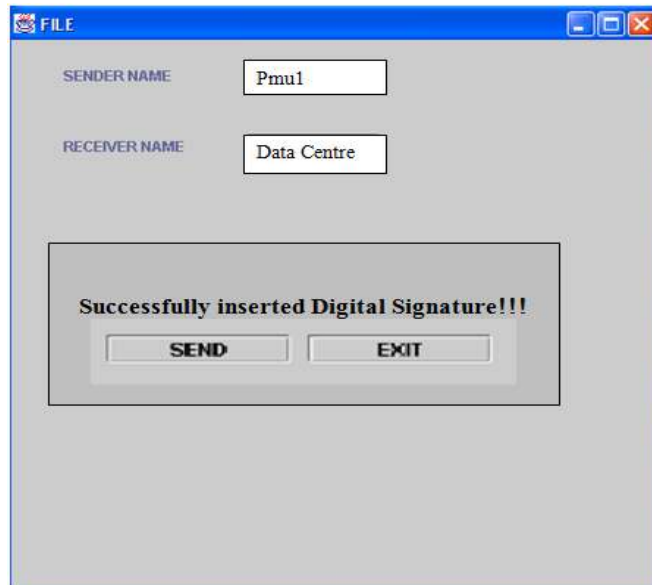 FILE
SENDER NAME Pmu1
RECEIVER NAME Data Centre
Successfully inserted Digital Signature!!!
SEND EXIT